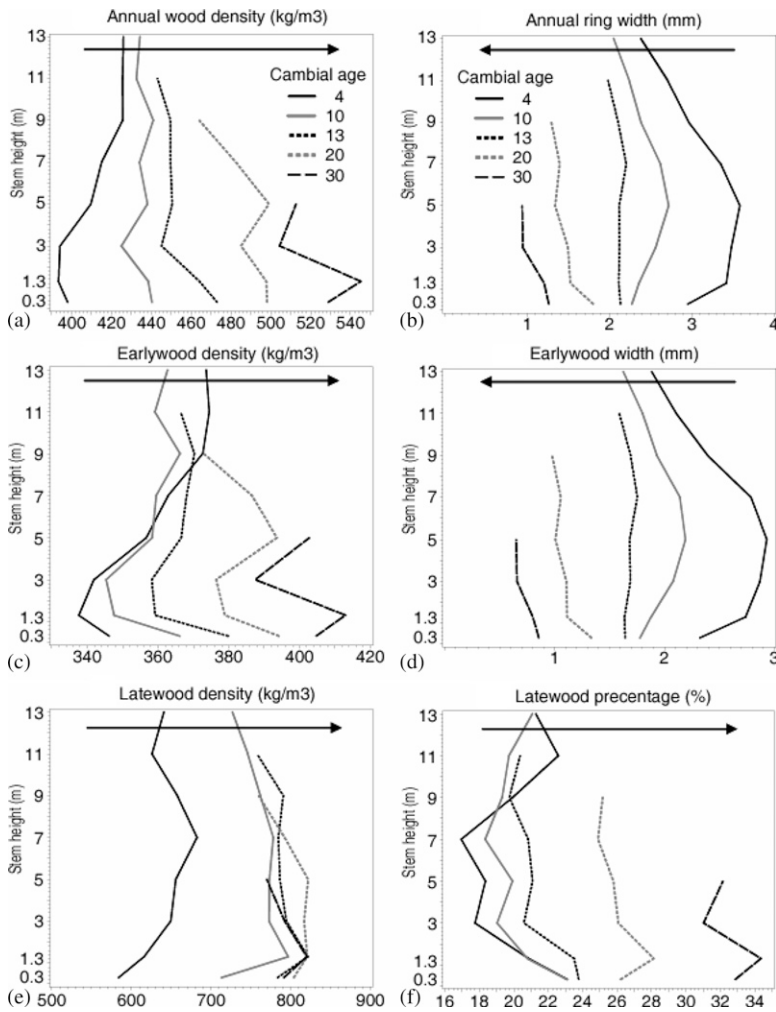 Annual wood density (kg/m3)
13
11
9
7
5
3
1.3
0.3
Stem height (m)
Cambial age
4
10
13
20
30
400 420 440 460 480 500 520 540
(a)
Annual ring width (mm)
13
11
9
7
5
3
1.3
0.3
Stem height (m)
Cambial age
4
10
13
20
30
1 2 3 4
(b)
Earlywood density (kg/m3)
13
11
9
7
5
3
1.3
0.3
Stem height (m)
340 360 380 400 420
(c)
Earlywood width (mm)
13
11
9
7
5
3
1.3
0.3
Stem height (m)
1 2 3
(d)
Latewood density (kg/m3)
13
11
9
7
5
3
1.3
0.3
Stem height (m)
500 600 700 800 900
(e)
Latewood precentage (%)
13
11
9
7
5
3
1.3
0.3
Stem height (m)
16 18 20 22 24 26 28 30 32 34
(f)